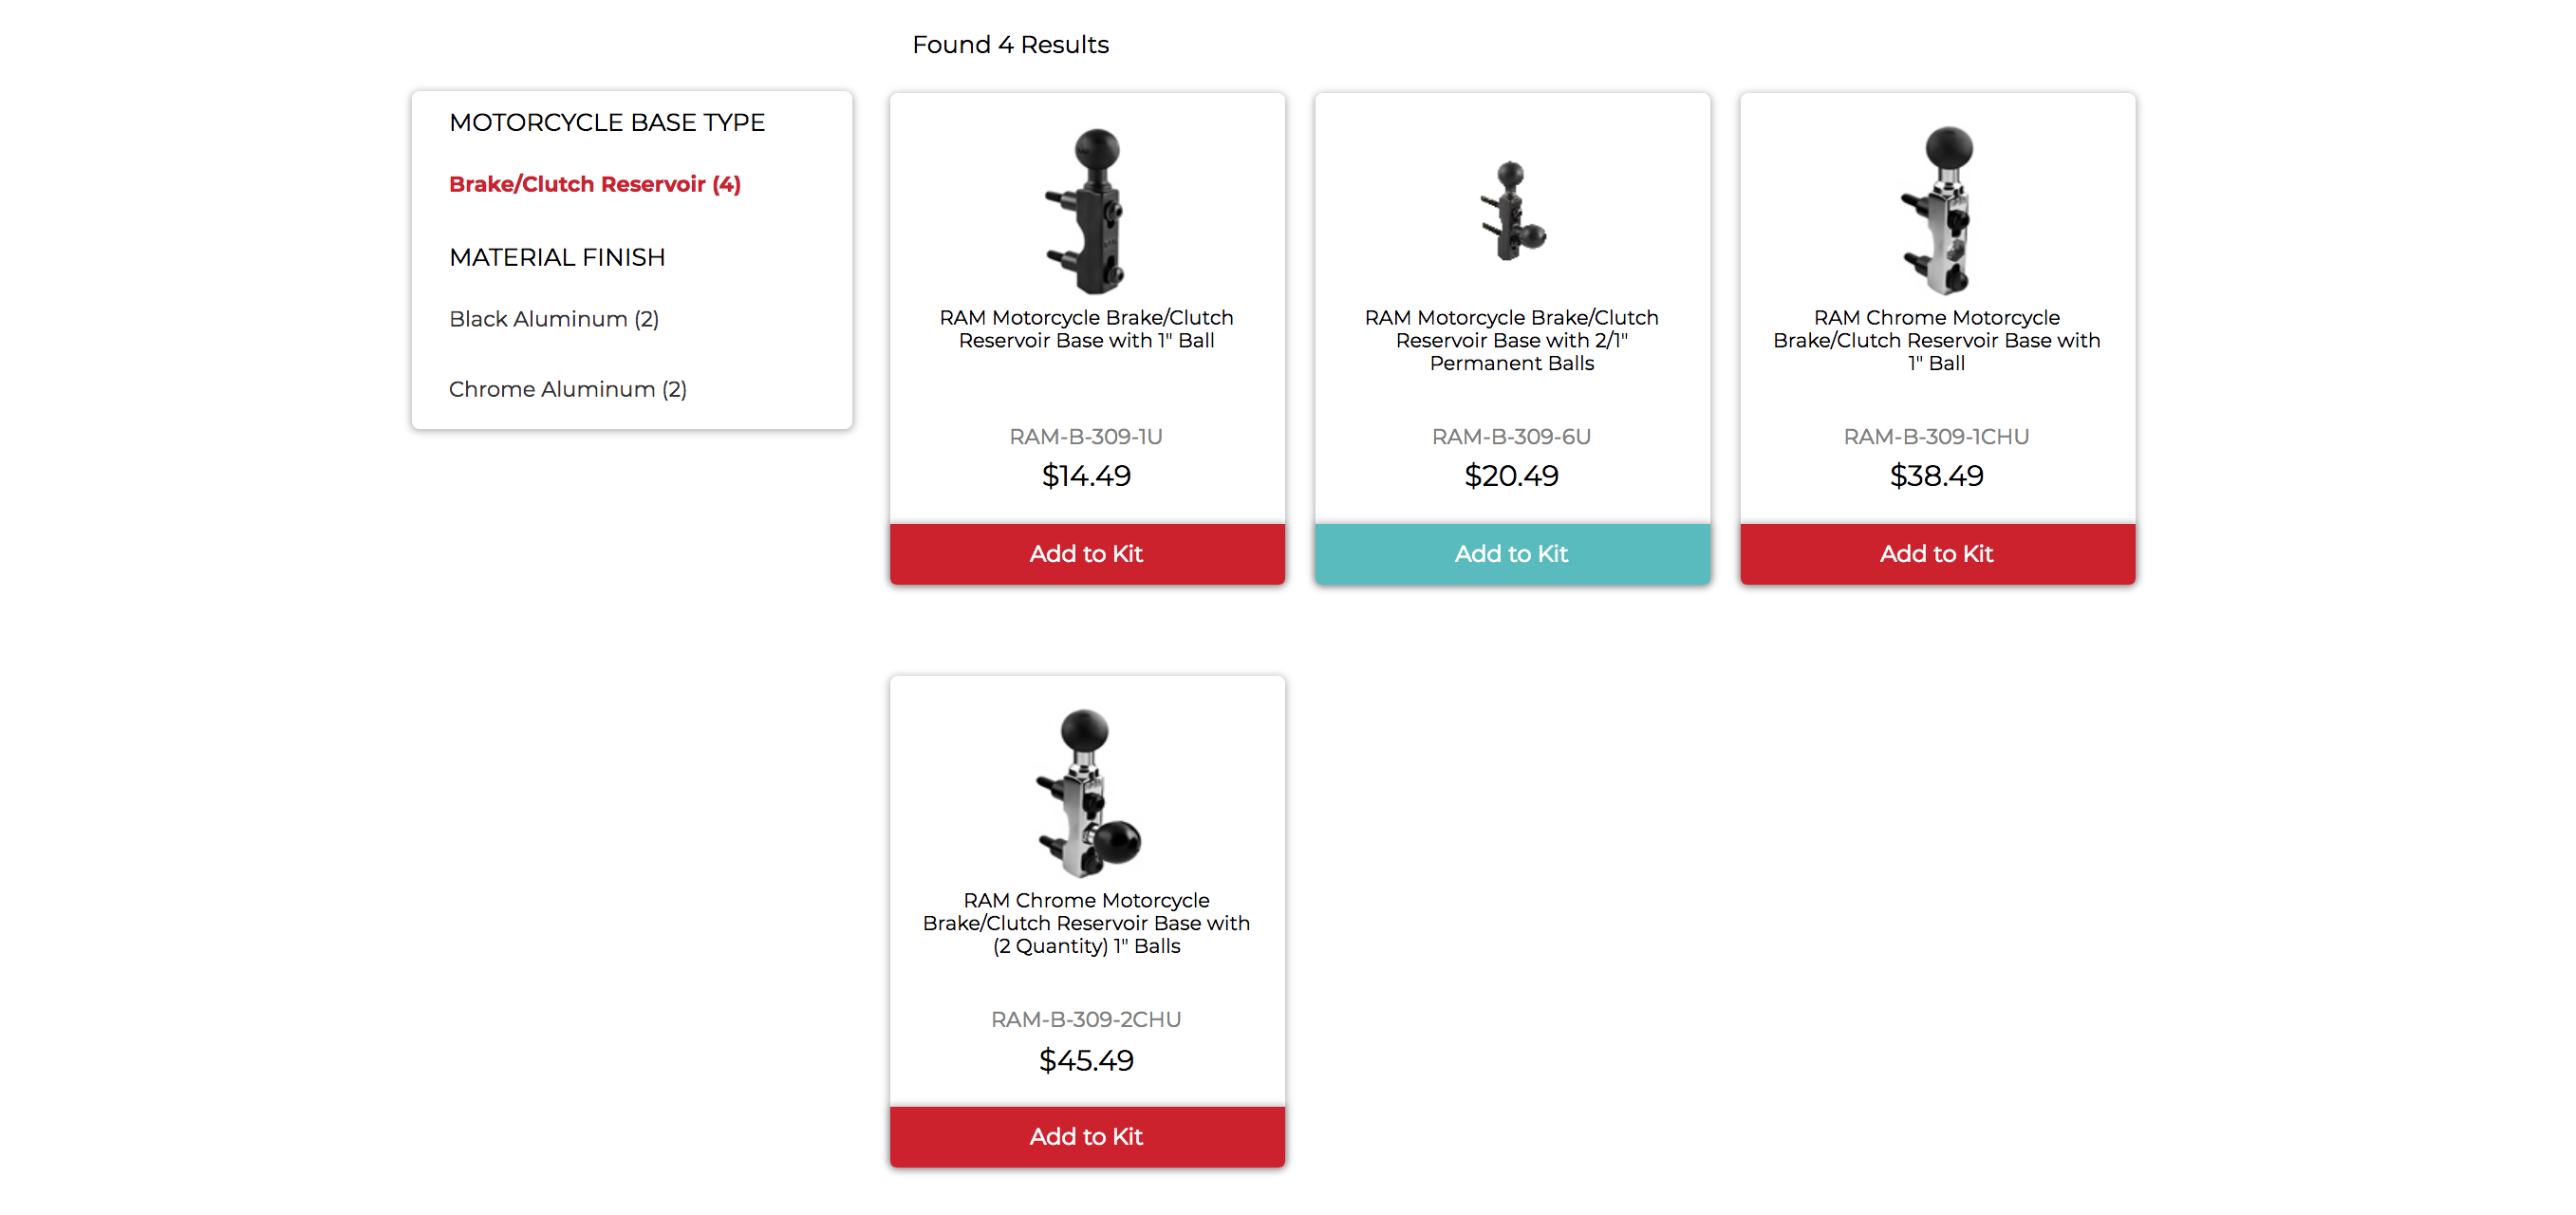 Found 4 Results
MOTORCYCLE BASE TYPE
Brake/Clutch Reservoir (4)
MATERIAL FINISH
Black Aluminum (2)
Chrome Aluminum (2)
RAM Motorcycle Brake/Clutch
Reservoir Base with 1" Ball
RAM-B-309-1U
$14.49
Add to Kit
RAM Motorcycle Brake/Clutch
Reservoir Base with 2/1"
Permanent Balls
RAM-B-309-6U
$20.49
Add to Kit
RAM Chrome Motorcycle
Brake/Clutch Reservoir Base with
1" Ball
RAM-B-309-1CHU
$38.49
Add to Kit
RAM Chrome Motorcycle
Brake/Clutch Reservoir Base with
(2 Quantity) 1" Balls
RAM-B-309-2CHU
$45.49
Add to Kit